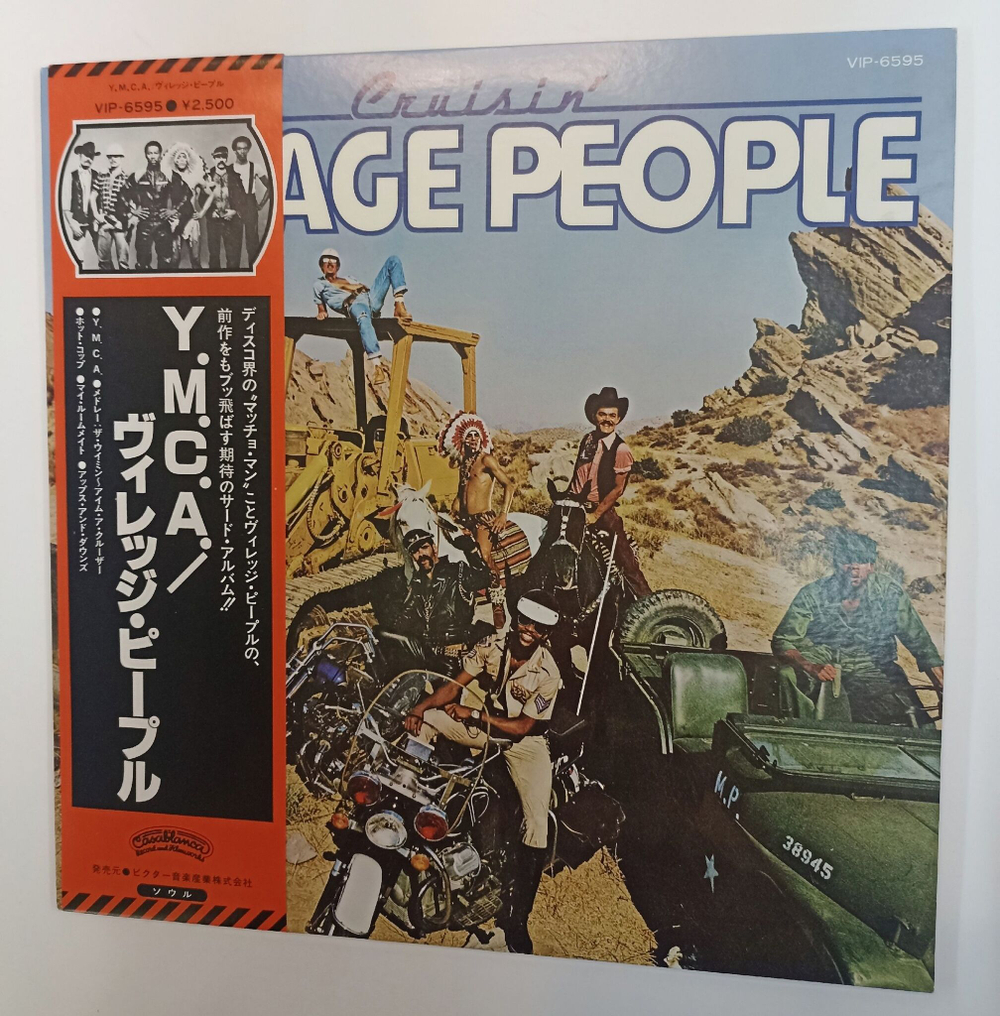 Y.M.C.A. ヴィレッジ・ピープル
VIP-6595●¥2,500
ディスコ界の“マッチョ・マン”ことヴィレッジ・ピープルの、
前作をもブッ飛ばす期待のサード・アルバム!!
Y.M.C.A./
ヴィレッジ・ピープル
●Y.M.C.A. ●メドレー:ザ・ウイミン〜アイム・ア・クルーザー
●ホット・コップ ●マイ・ルームメイト ●アップス・アンド・ダウンズ
Casablanca
Record and Filmworks
発売元●ビクター音楽産業株式会社
ソウル
VIP-6595
Cruisin'
AGE PEOPLE
M.P.
38945